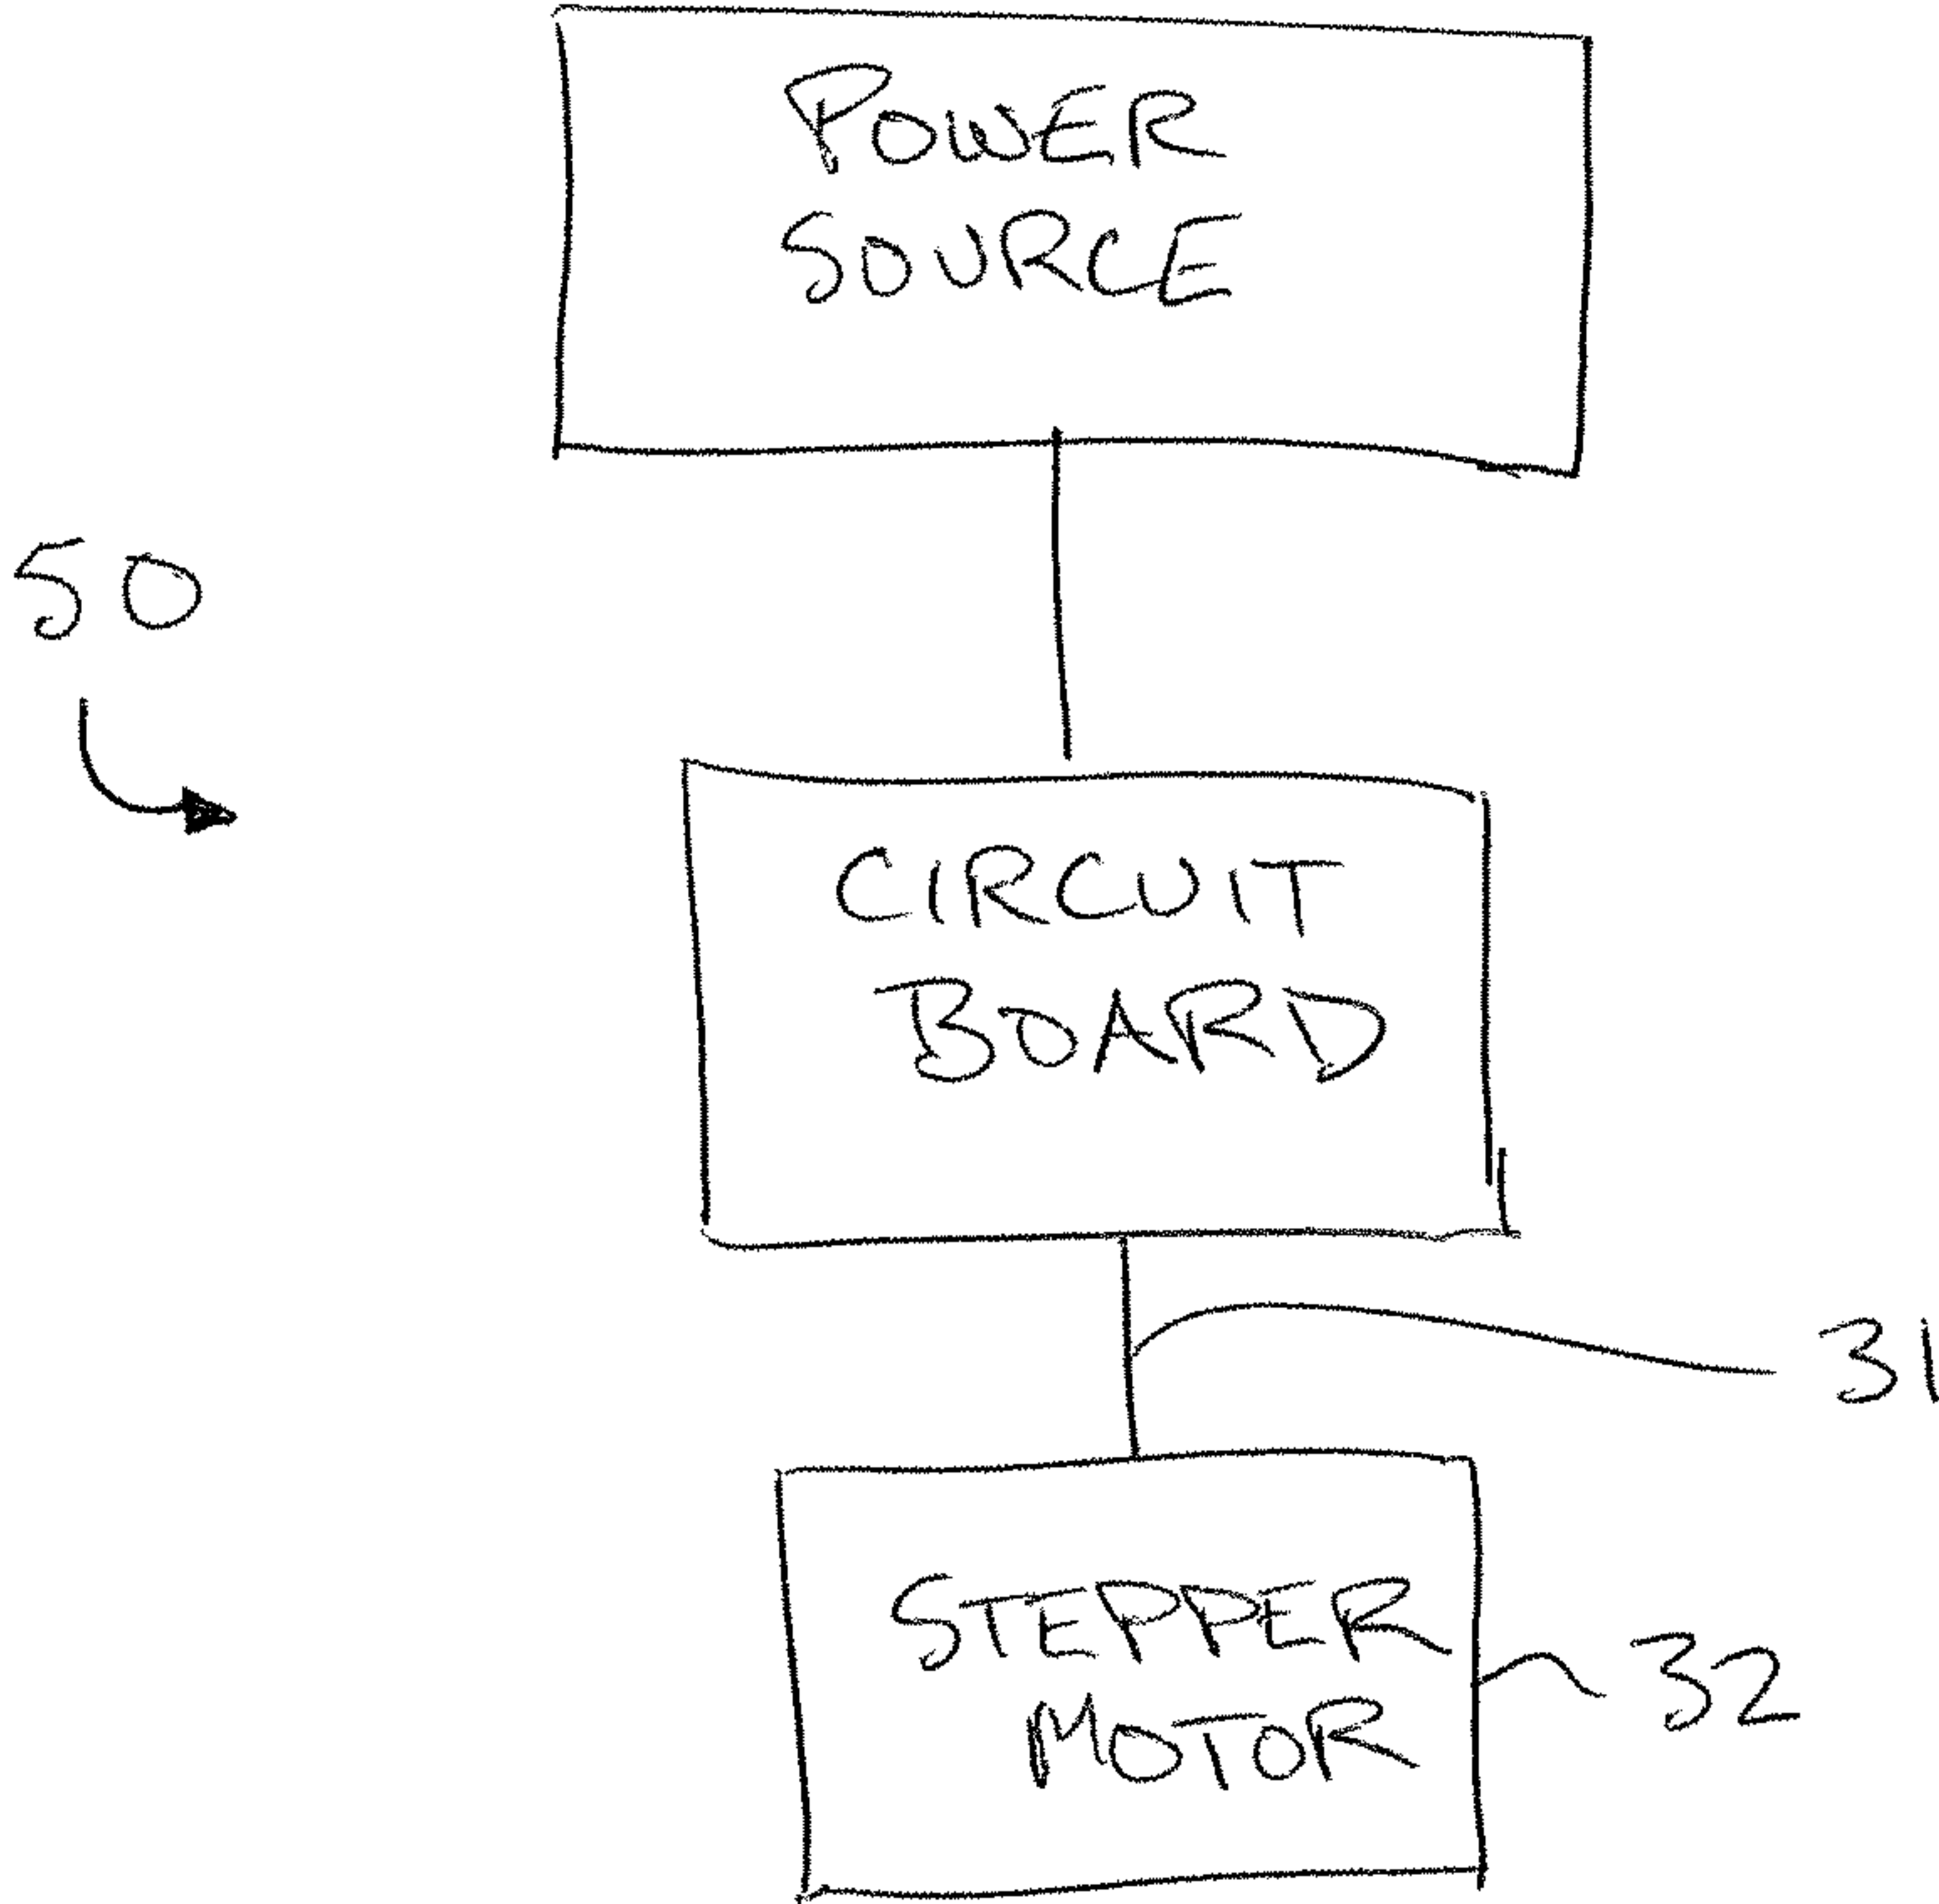 POWER
SOURCE
50
CIRCUIT
BOARD
31
STEPPER
MOTOR
32